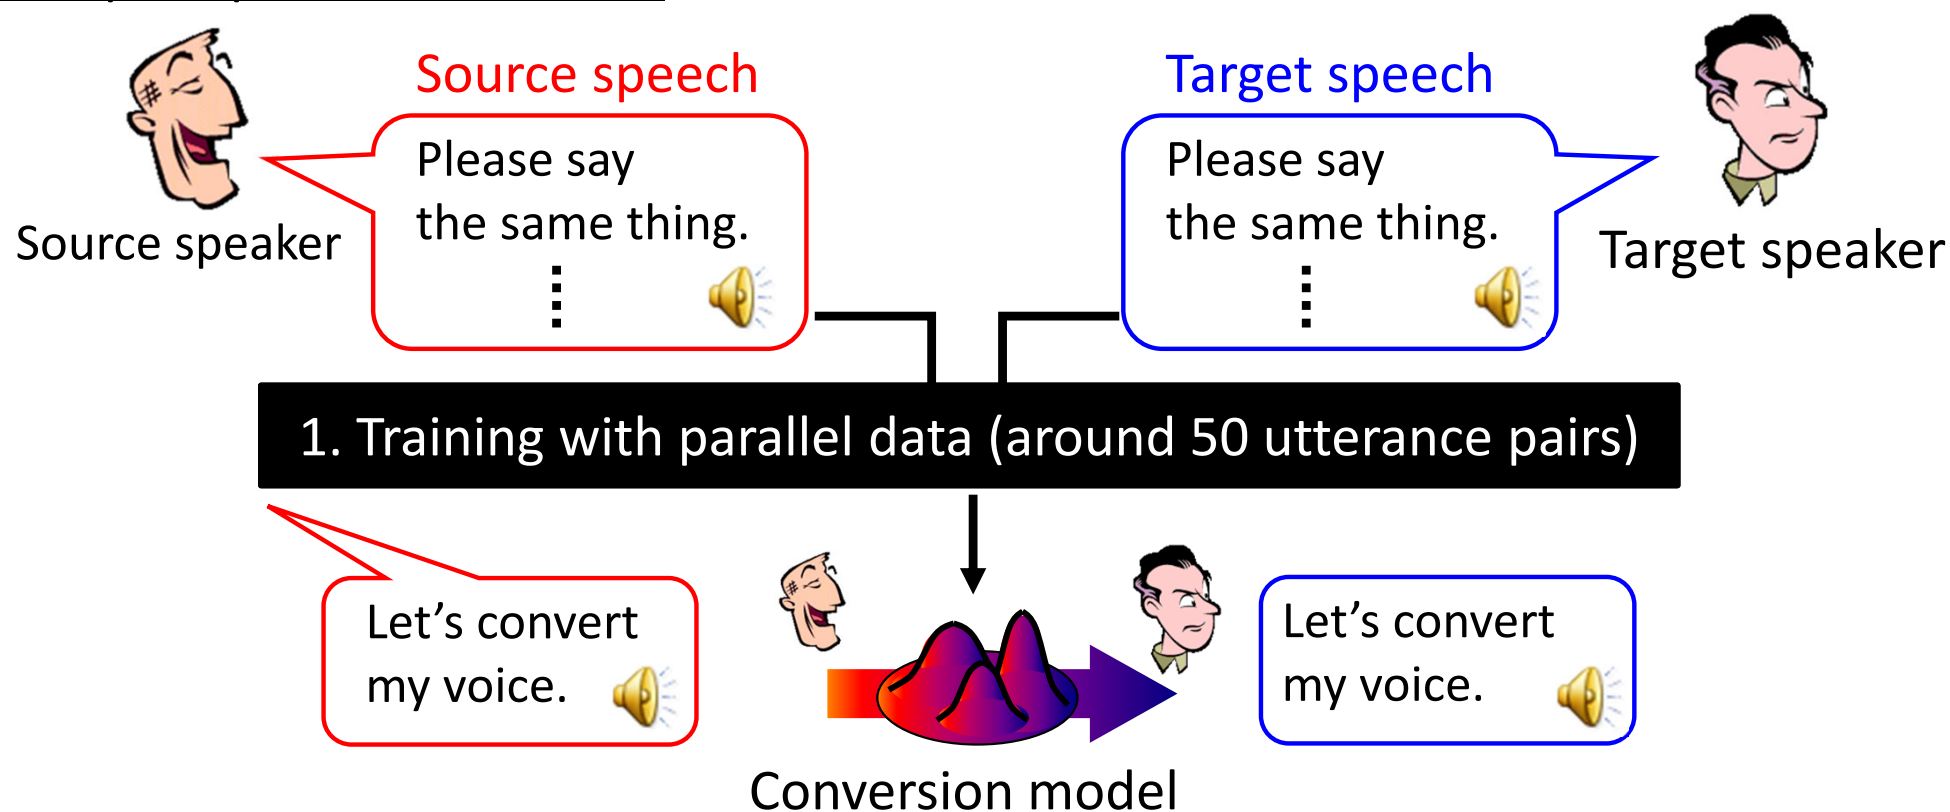 Source speech
Target speech
Please say
the same thing.
Please say
the same thing.
Source speaker
Target speaker
1. Training with parallel data (around 50 utterance pairs)
Let’s convert
my voice.
Let’s convert
my voice.
Conversion model